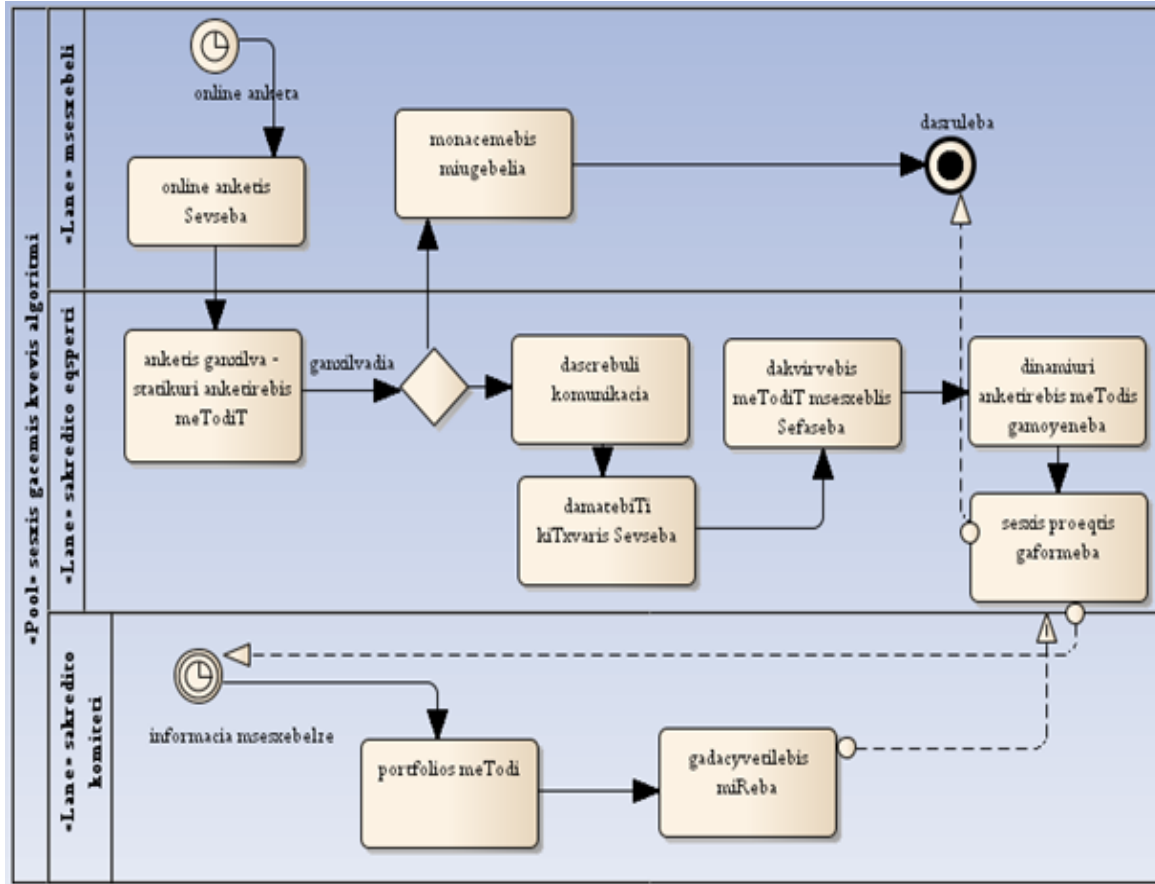 «Pool» sesxis gacemis kvevis algoritmi
«Lane» msesxebeli
online anketa
online anketis
Sevseba
monacemebis
miugebelia
dasruleba
«Lane» sakredito eqsperti
anketis ganxilva -
statikuri anketirebis
meTodiT
ganxilvadia
dascrebuli
komunikacia
damatebiTi
kiTxvaris Sevseba
dakvirvebis
meTodiT msesxeblis
Sefaseba
dinamiuri
anketirebis meTodis
gamoyeneba
sesxis proeqtis
gaformeba
«Lane» sakredito
komiteti
informacia msesxebelze
portfolios meTodi
gadacyvetilebis
miReba